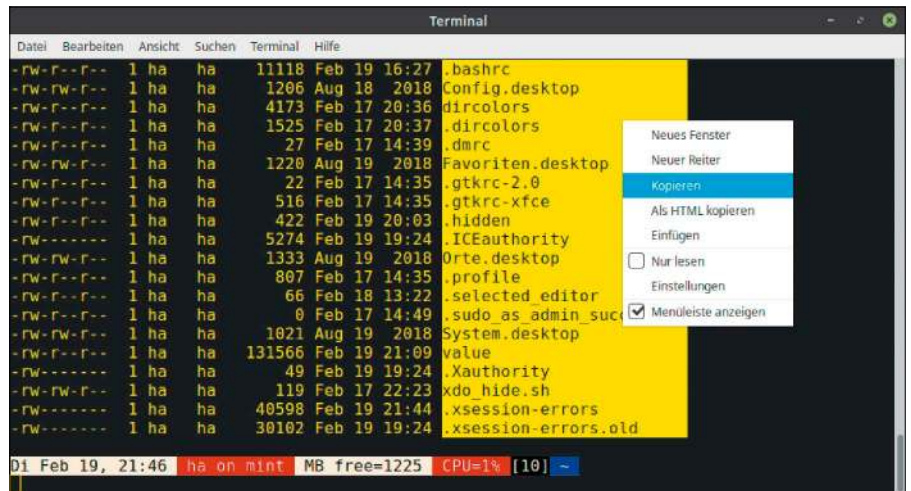 Terminal
Datei Bearbeiten Ansicht Suchen Terminal Hilfe
-rw-r--r-- 1 ha ha 11118 Feb 19 16:27 .bashrc
-rw-rw-r-- 1 ha ha 1206 Aug 18 2018 Config.desktop
-rw-r--r-- 1 ha ha 4173 Feb 17 20:36 dircolors
-rw-r--r-- 1 ha ha 1525 Feb 17 20:37 .dircolors
-rw-r--r-- 1 ha ha 27 Feb 17 14:39 .dmrc
-rw-rw-r-- 1 ha ha 1220 Aug 19 2018 Favoriten.desktop
-rw-r--r-- 1 ha ha 22 Feb 17 14:35 .gtkrc-2.0
-rw-r--r-- 1 ha ha 516 Feb 17 14:35 .gtkrc-xfce
-rw-r--r-- 1 ha ha 422 Feb 19 20:03 .hidden
-rw------- 1 ha ha 5274 Feb 19 19:24 .ICEauthority
-rw-rw-r-- 1 ha ha 1333 Aug 19 2018 Orte.desktop
-rw-r--r-- 1 ha ha 807 Feb 17 14:35 .profile
-rw-r--r-- 1 ha ha 66 Feb 18 13:22 .selected_editor
-rw-r--r-- 1 ha ha 0 Feb 17 14:49 .sudo_as_admin_succ
-rw-rw-r-- 1 ha ha 1021 Aug 19 2018 System.desktop
-rw-r--r-- 1 ha ha 131566 Feb 19 21:09 value
-rw------- 1 ha ha 49 Feb 19 19:24 .Xauthority
-rw-rw-r-- 1 ha ha 119 Feb 17 22:23 xdo_hide.sh
-rw------- 1 ha ha 40598 Feb 19 21:44 .xsession-errors
-rw------- 1 ha ha 30102 Feb 19 19:24 .xsession-errors.old
Di Feb 19, 21:46 ha on mint MB free=1225 CPU=1% [10] ~
Neues Fenster
Neuer Reiter
Kopieren
Als HTML kopieren
Einfügen
Nur lesen
Einstellungen
Menüleiste anzeigen